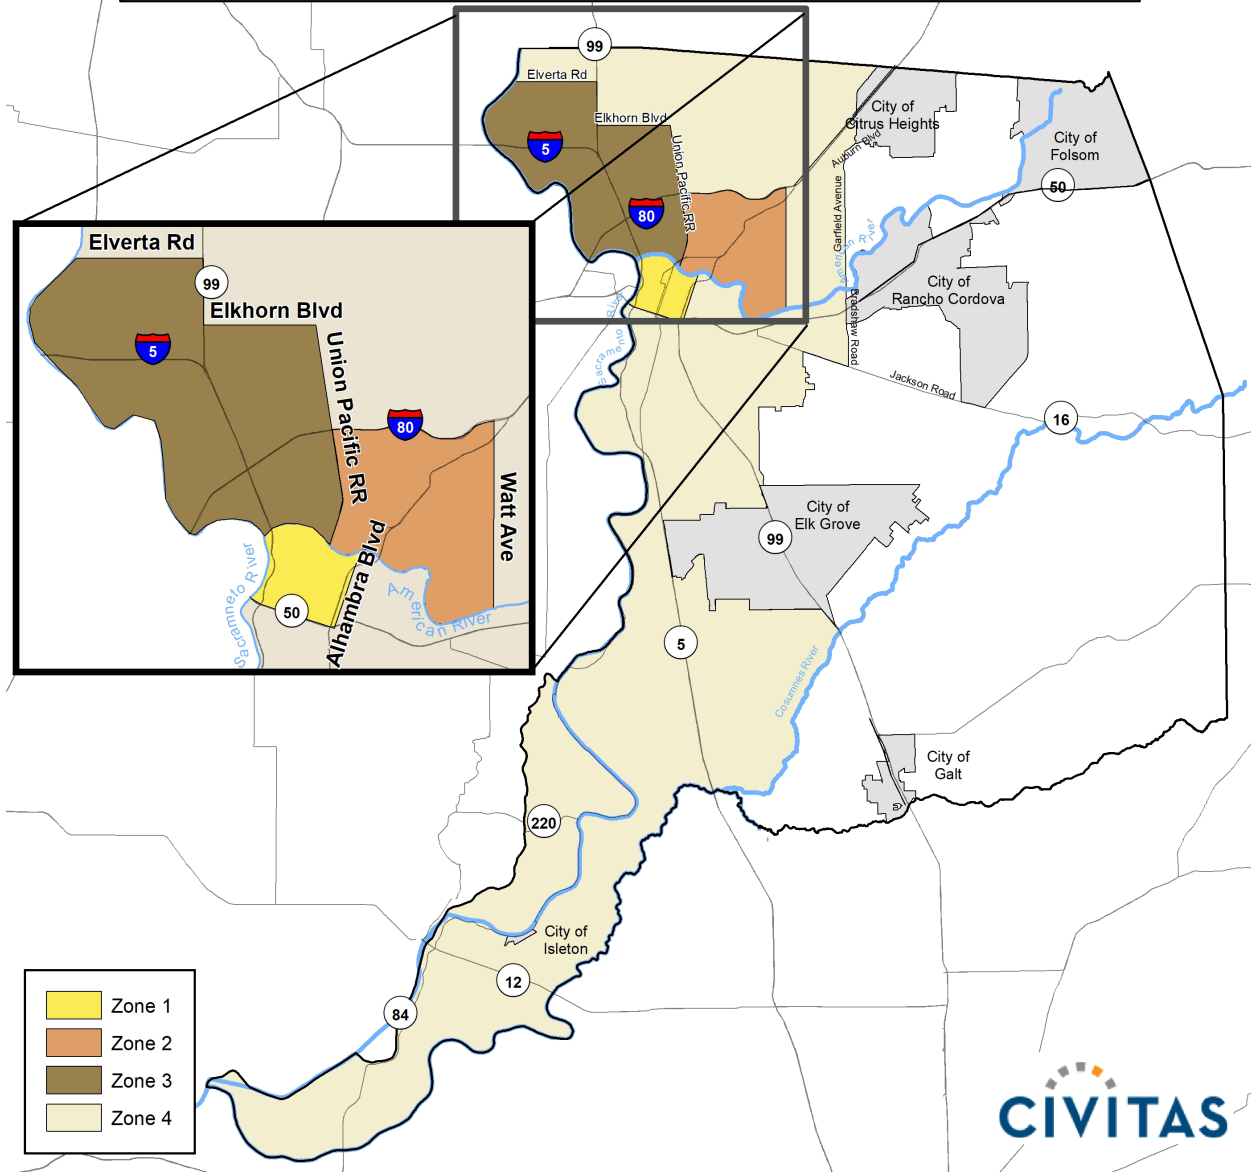 99
Elverta Rd
Elkhorn Blvd
5
Union Pacific RR
80
City of
Citrus Heights
Auburn Blvd
City of
Folsom
50
Garfield Avenue
American River
City of
Rancho Cordova
Bradshaw Road
Jackson Road
16
Sacramento River
Elverta Rd
99
Elkhorn Blvd
5
Union Pacific RR
80
Watt Ave
Alhambra Blvd
50
Sacramneto River
American River
City of
Elk Grove
99
5
Cosumnes River
City of
Galt
220
City of
Isleton
12
84
Zone 1
Zone 2
Zone 3
Zone 4
CIVITAS